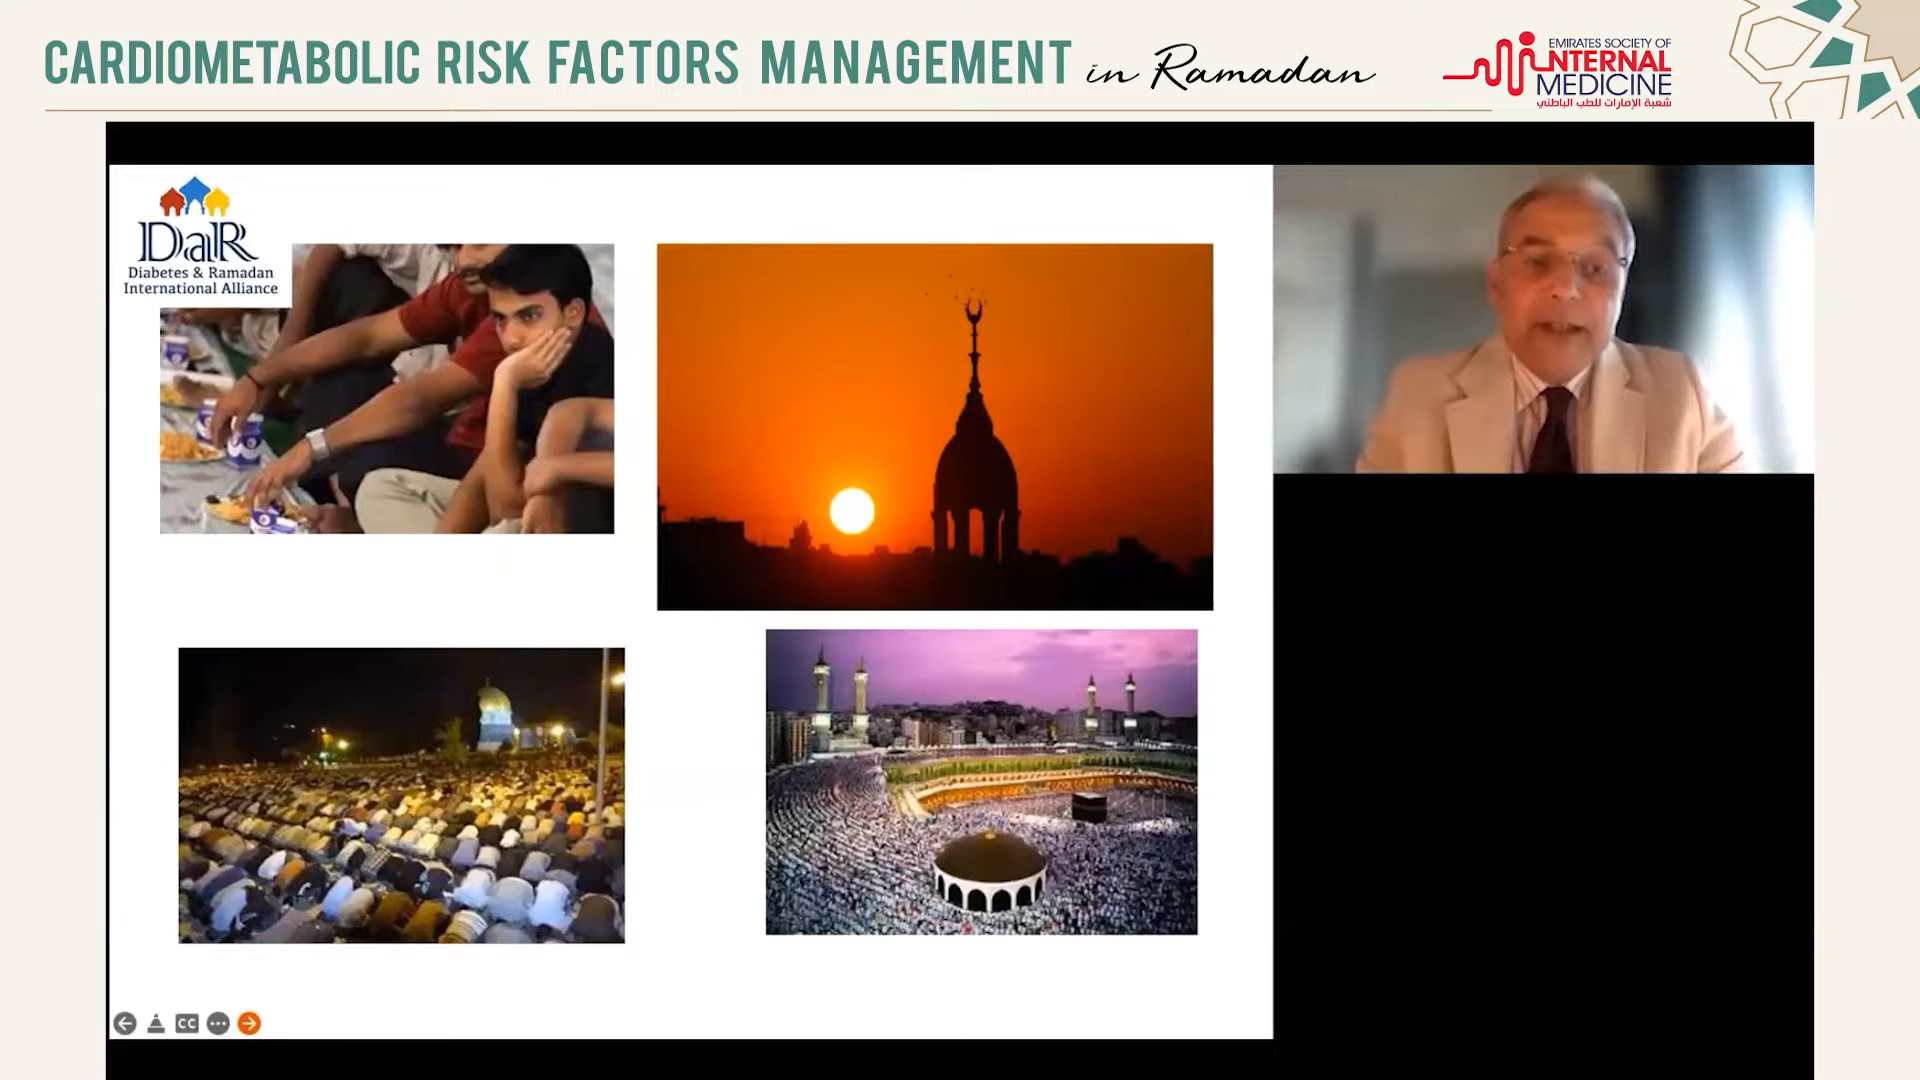 CARDIOMETABOLIC RISK FACTORS MANAGEMENT in Ramadan
EMIRATES SOCIETY OF
INTERNAL
MEDICINE
شعبة الإمارات للطب الباطني
DaR
Diabetes & Ramadan
International Alliance
CC